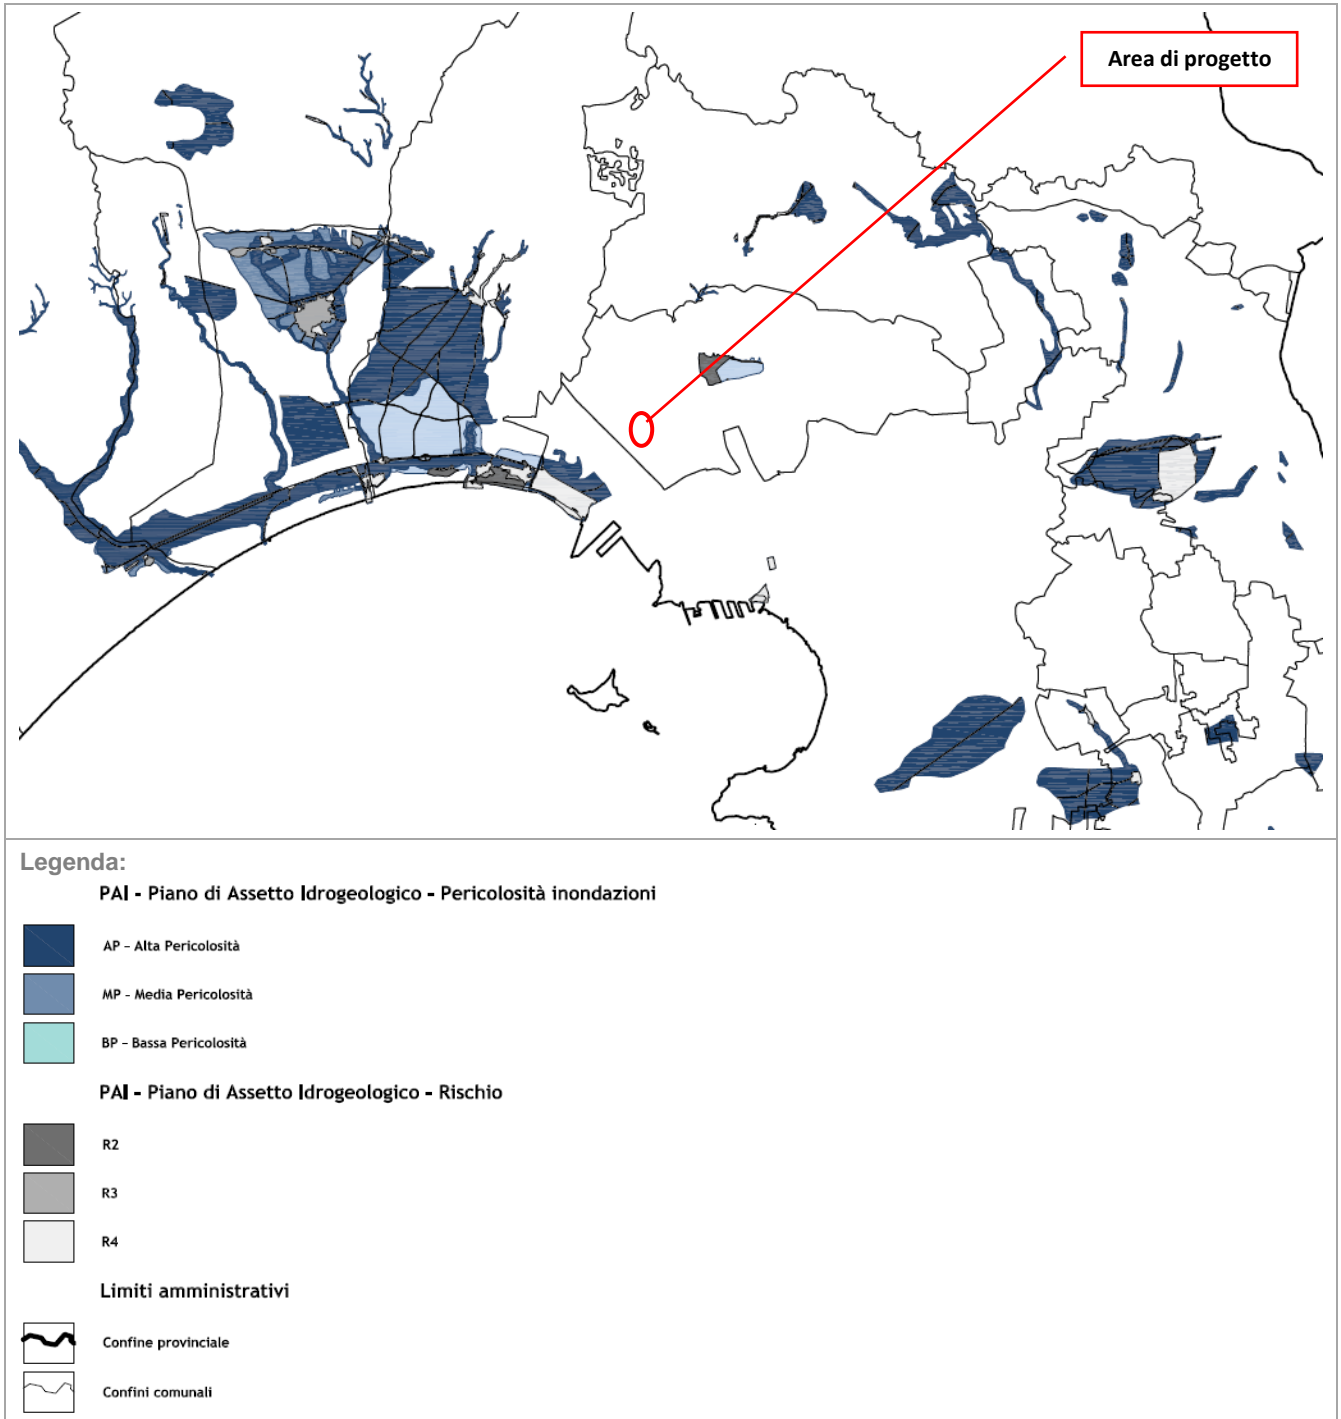 Area di progetto
Legenda:
PAI - Piano di Assetto Idrogeologico - Pericolosità inondazioni
AP - Alta Pericolosità
MP - Media Pericolosità
BP - Bassa Pericolosità
PAI - Piano di Assetto Idrogeologico - Rischio
R2
R3
R4
Limiti amministrativi
Confine provinciale
Confini comunali